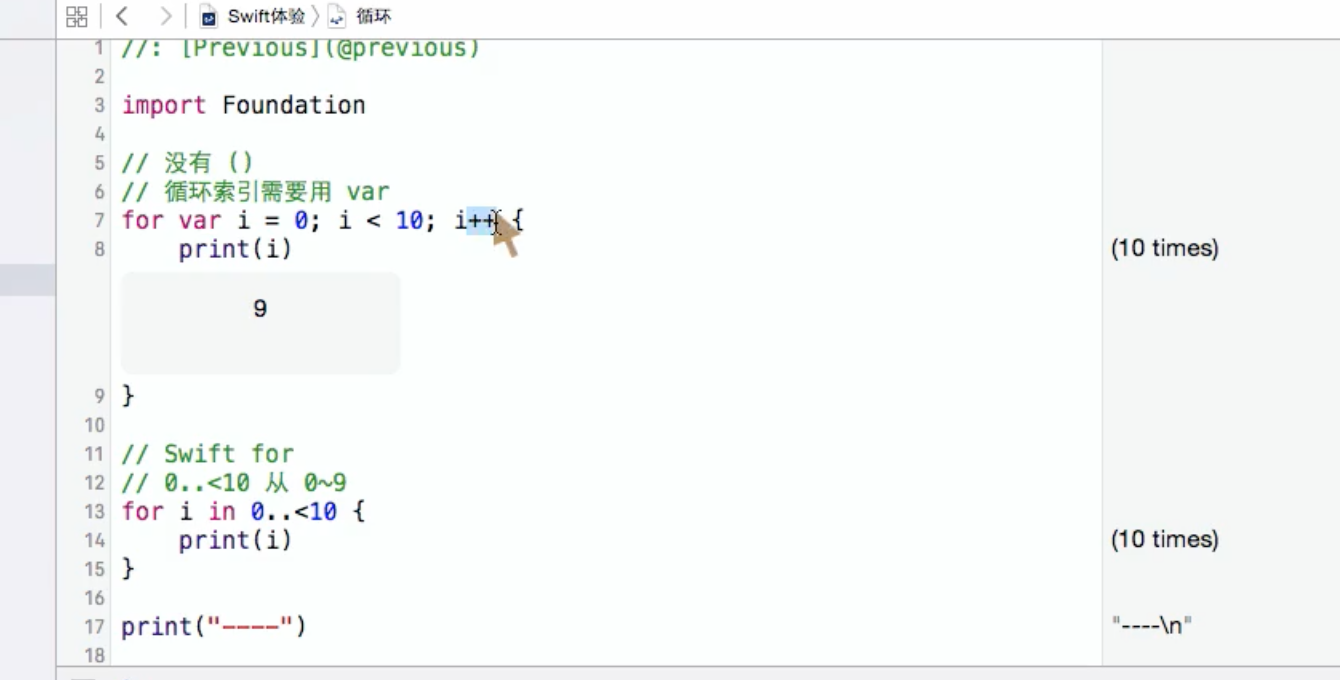 Swift体验 〉 循环
1 //: [Previous](@previous)
2
3 import Foundation
4
5 // 没有 ()
6 // 循环索引需要用 var
7 for var i = 0; i < 10; i++ {
8 print(i) (10 times)
9
9 }
10
11 // Swift for
12 // 0..<10 从 0~9
13 for i in 0..<10 {
14 print(i) (10 times)
15 }
16
17 print("----") "----\n"
18